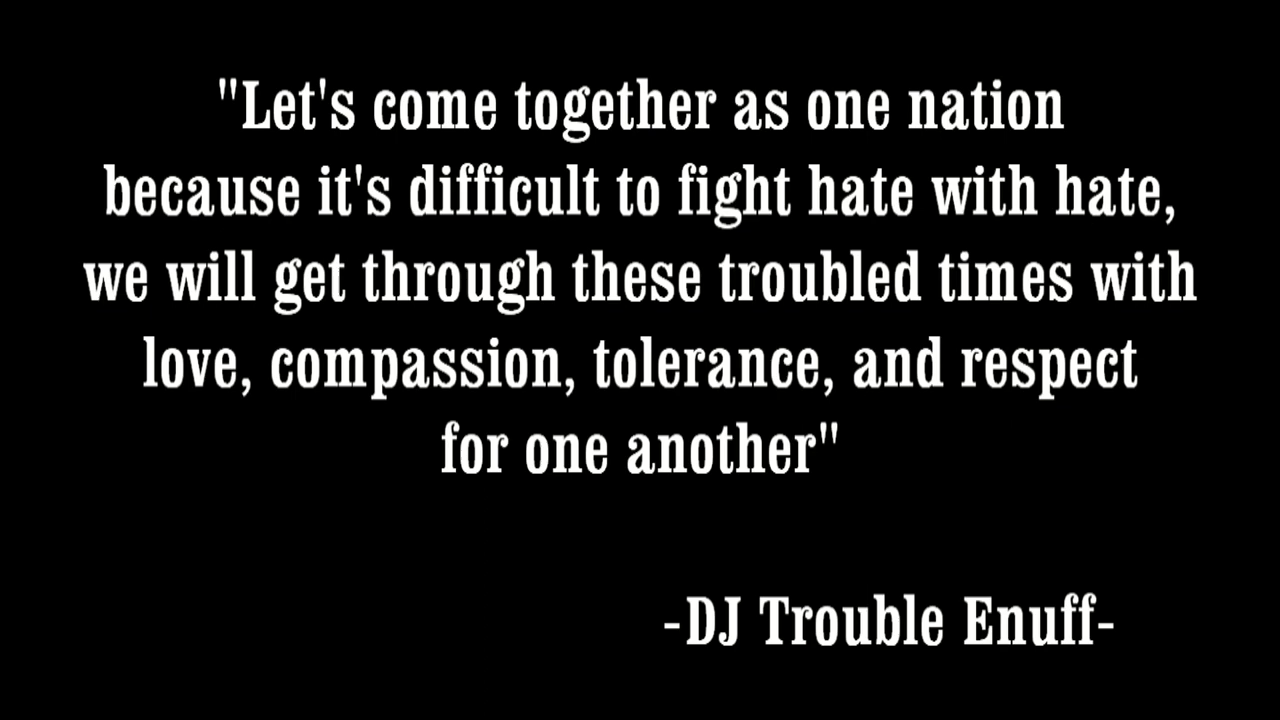 "Let's come together as one nation
because it's difficult to fight hate with hate,
we will get through these troubled times with
love, compassion, tolerance, and respect
for one another"
-DJ Trouble Enuff-